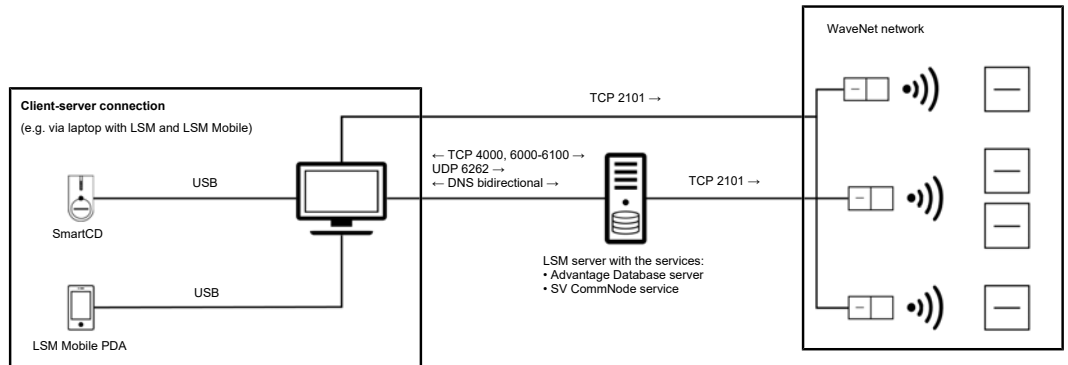 WaveNet network
Client-server connection
(e.g. via laptop with LSM and LSM Mobile)
TCP 2101 →
← TCP 4000, 6000-6100 →
UDP 6262 →
← DNS bidirectional →
USB
TCP 2101 →
SmartCD
LSM server with the services:
• Advantage Database server
• SV CommNode service
USB
LSM Mobile PDA